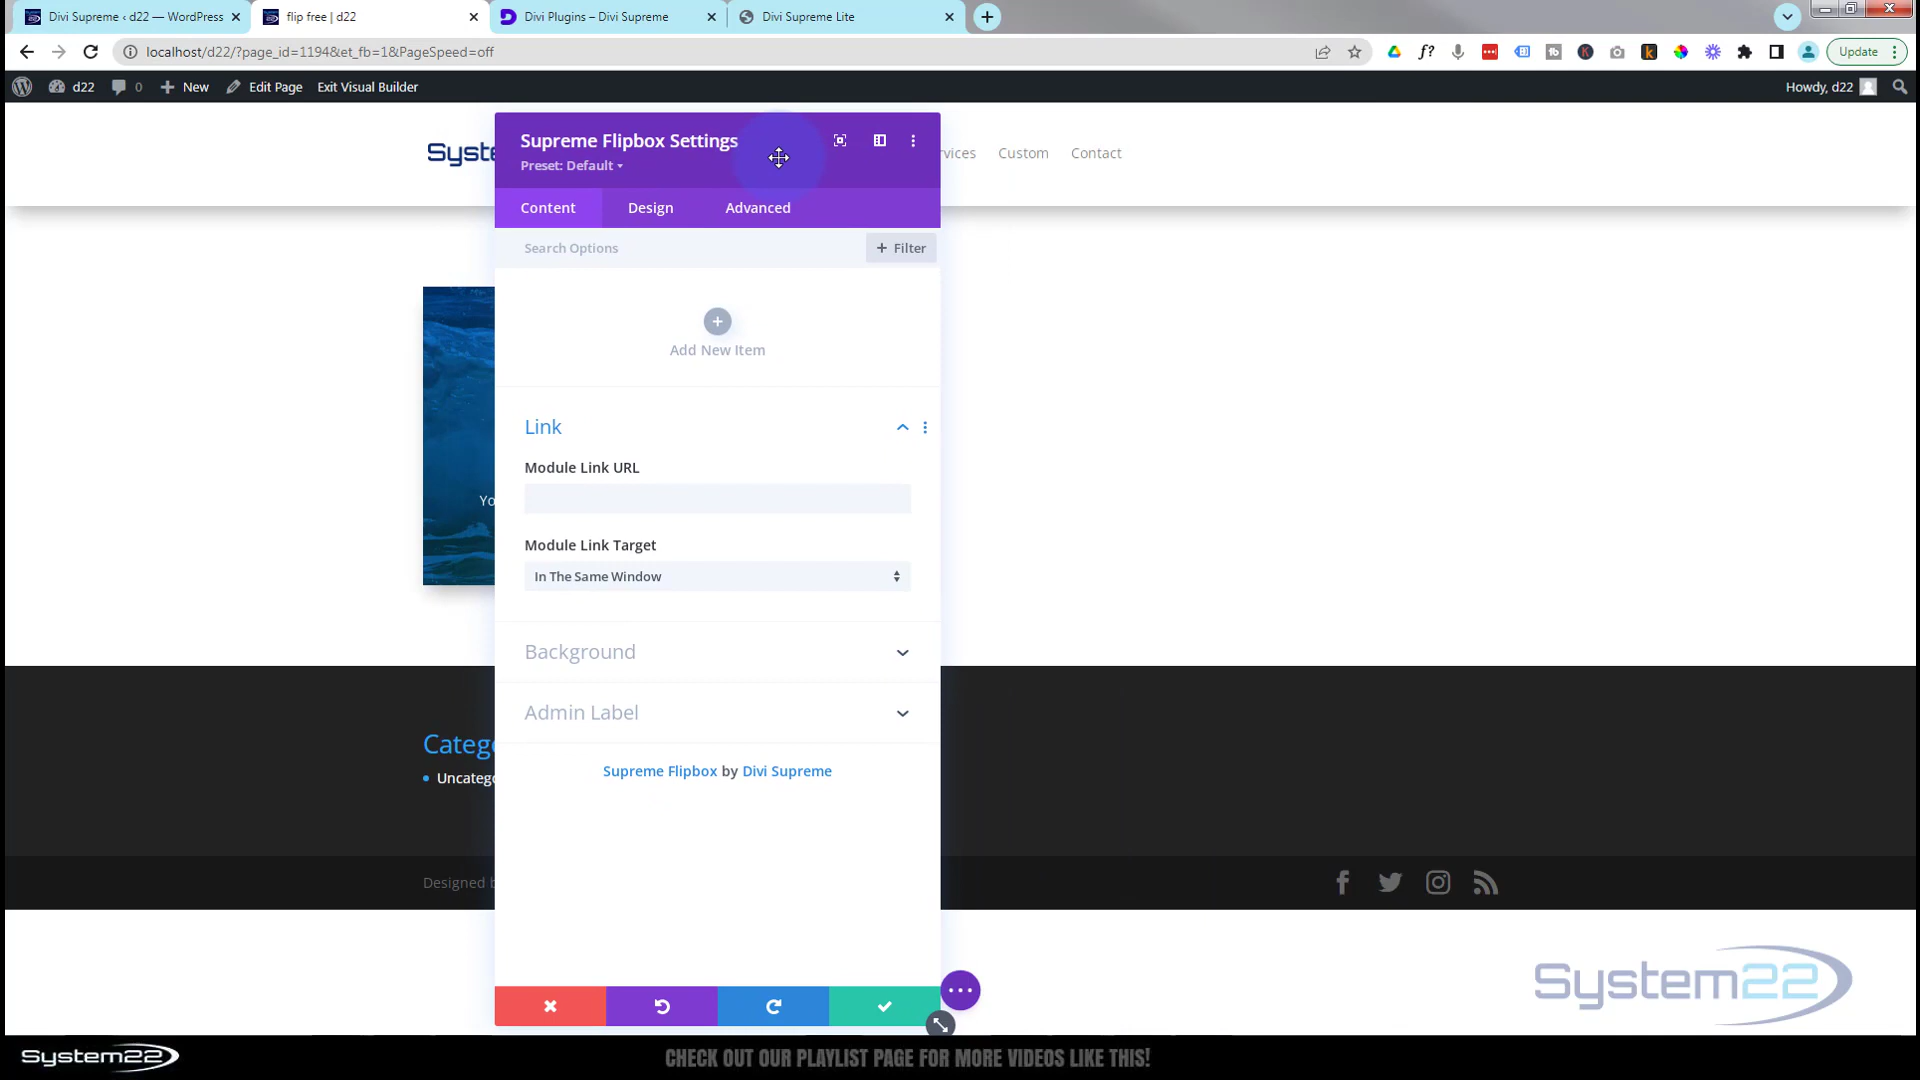 Divi Supreme ‹ d22 — WordPress
flip free | d22
Divi Plugins – Divi Supreme
Divi Supreme Lite
localhost/d22/?page_id=1194&et_fb=1&PageSpeed=off
Update
d22
0
New
Edit Page
Exit Visual Builder
Howdy, d22
Syste
Supreme Flipbox Settings
Preset: Default
rvices
Custom
Contact
Content
Design
Advanced
Search Options
+ Filter
Add New Item
Link
Module Link URL
Yo
Module Link Target
In The Same Window
Background
Admin Label
Catego
Uncatego
Supreme Flipbox by Divi Supreme
Designed b
System22
System22
CHECK OUT OUR PLAYLIST PAGE FOR MORE VIDEOS LIKE THIS!